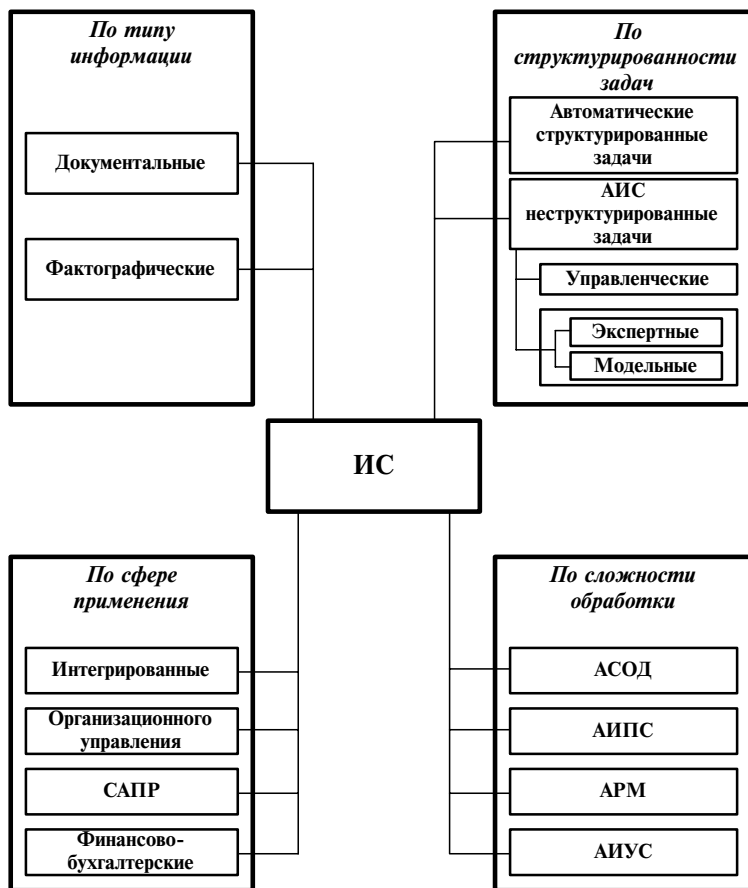 По типу
информации
Документальные
Фактографические
По
структурированности
задач
Автоматические
структурированные
задачи
АИС
неструктурированные
задачи
Управленческие
Экспертные
Модельные
ИС
По сфере
применения
Интегрированные
Организационного
управления
САПР
Финансово-
бухгалтерские
По сложности
обработки
АСОД
АИПС
АРМ
АИУС